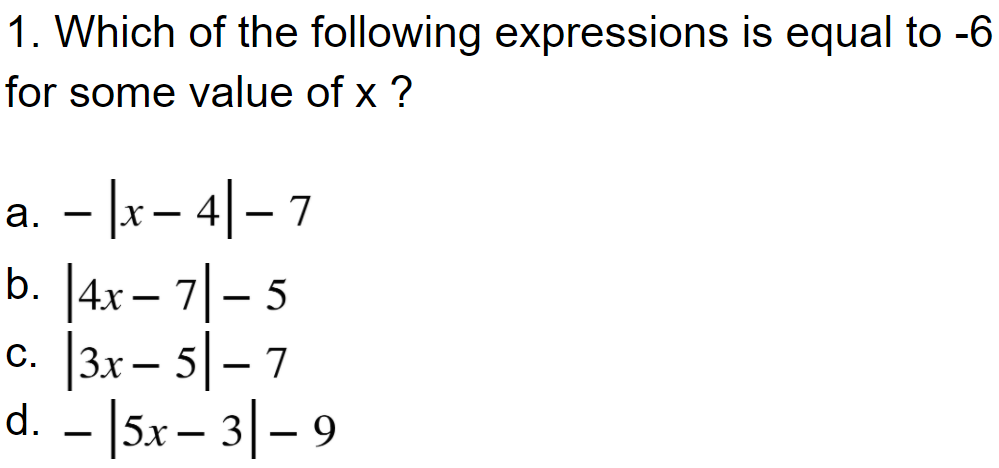 1. Which of the following expressions is equal to -6
for some value of x ?
a. − |x − 4| − 7
b. |4x − 7| − 5
c. |3x − 5| − 7
d. − |5x − 3| − 9